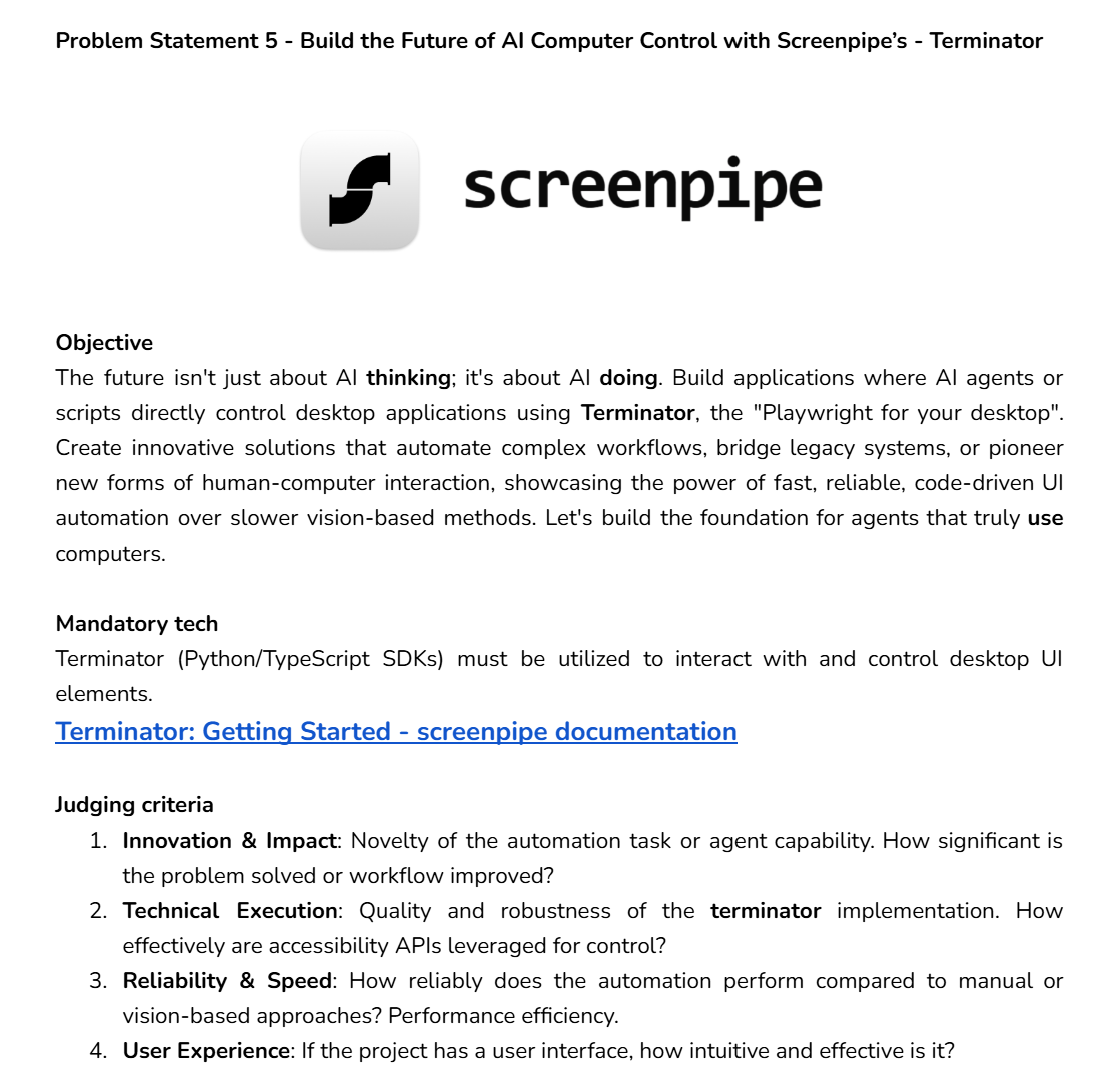 Problem Statement 5 - Build the Future of AI Computer Control with Screenpipe’s - Terminator
screenpipe
Objective
The future isn't just about AI thinking; it's about AI doing. Build applications where AI agents or
scripts directly control desktop applications using Terminator, the "Playwright for your desktop".
Create innovative solutions that automate complex workflows, bridge legacy systems, or pioneer
new forms of human-computer interaction, showcasing the power of fast, reliable, code-driven UI
automation over slower vision-based methods. Let's build the foundation for agents that truly use
computers.
Mandatory tech
Terminator (Python/TypeScript SDKs) must be utilized to interact with and control desktop UI
elements.
Terminator: Getting Started - screenpipe documentation
Judging criteria
1. Innovation & Impact: Novelty of the automation task or agent capability. How significant is
the problem solved or workflow improved?
2. Technical Execution: Quality and robustness of the terminator implementation. How
effectively are accessibility APIs leveraged for control?
3. Reliability & Speed: How reliably does the automation perform compared to manual or
vision-based approaches? Performance efficiency.
4. User Experience: If the project has a user interface, how intuitive and effective is it?